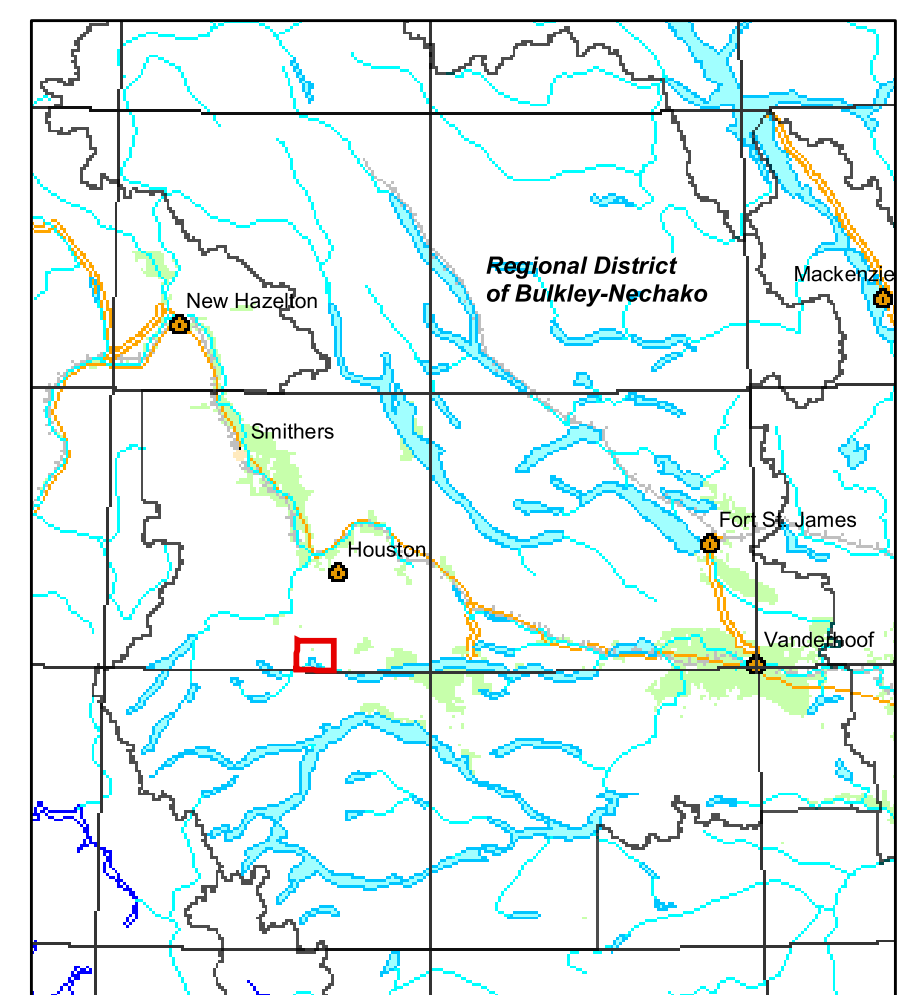 Regional District
of Bulkley-Nechako
Mackenzie
New Hazelton
Smithers
Fort St. James
Houston
Vanderhoof